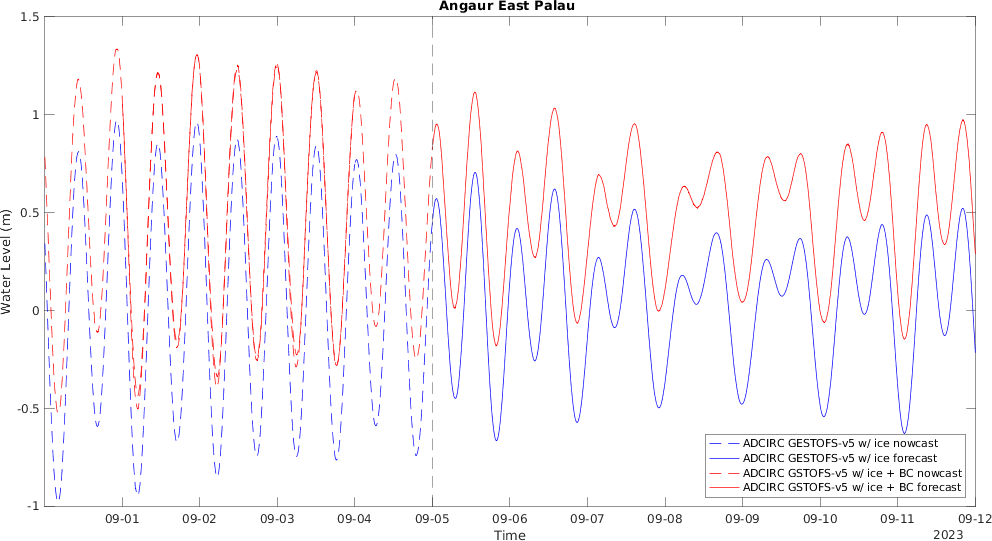 Angaur East Palau
1.5
1
0.5
0
-0.5
-1
Water Level (m)
ADCIRC GESTOFS-v5 w/ ice nowcast
ADCIRC GESTOFS-v5 w/ ice forecast
ADCIRC GSTOFS-v5 w/ ice + BC nowcast
ADCIRC GSTOFS-v5 w/ ice + BC forecast
09-01 09-02 09-03 09-04 09-05 09-06 09-07 09-08 09-09 09-10 09-11 09-12
Time
2023